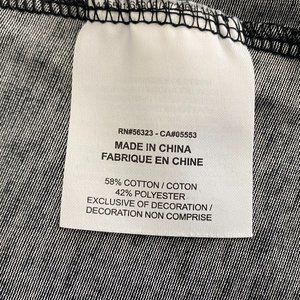 RN#56323 - CA#05553
MADE IN CHINA
FABRIQUE EN CHINE
58% COTTON / COTON
42% POLYESTER
EXCLUSIVE OF DECORATION /
DECORATION NON COMPRISE